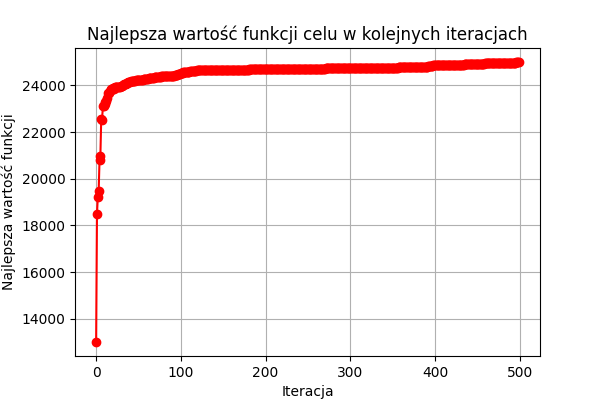 Najlepsza wartość funkcji celu w kolejnych iteracjach
Najlepsza wartość funkcji
24000
22000
20000
18000
16000
14000
0 100 200 300 400 500
Iteracja